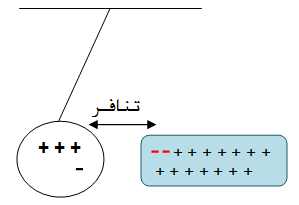 تنافر
+ + +
-
- - + + + + + + +
+ + + + + + +